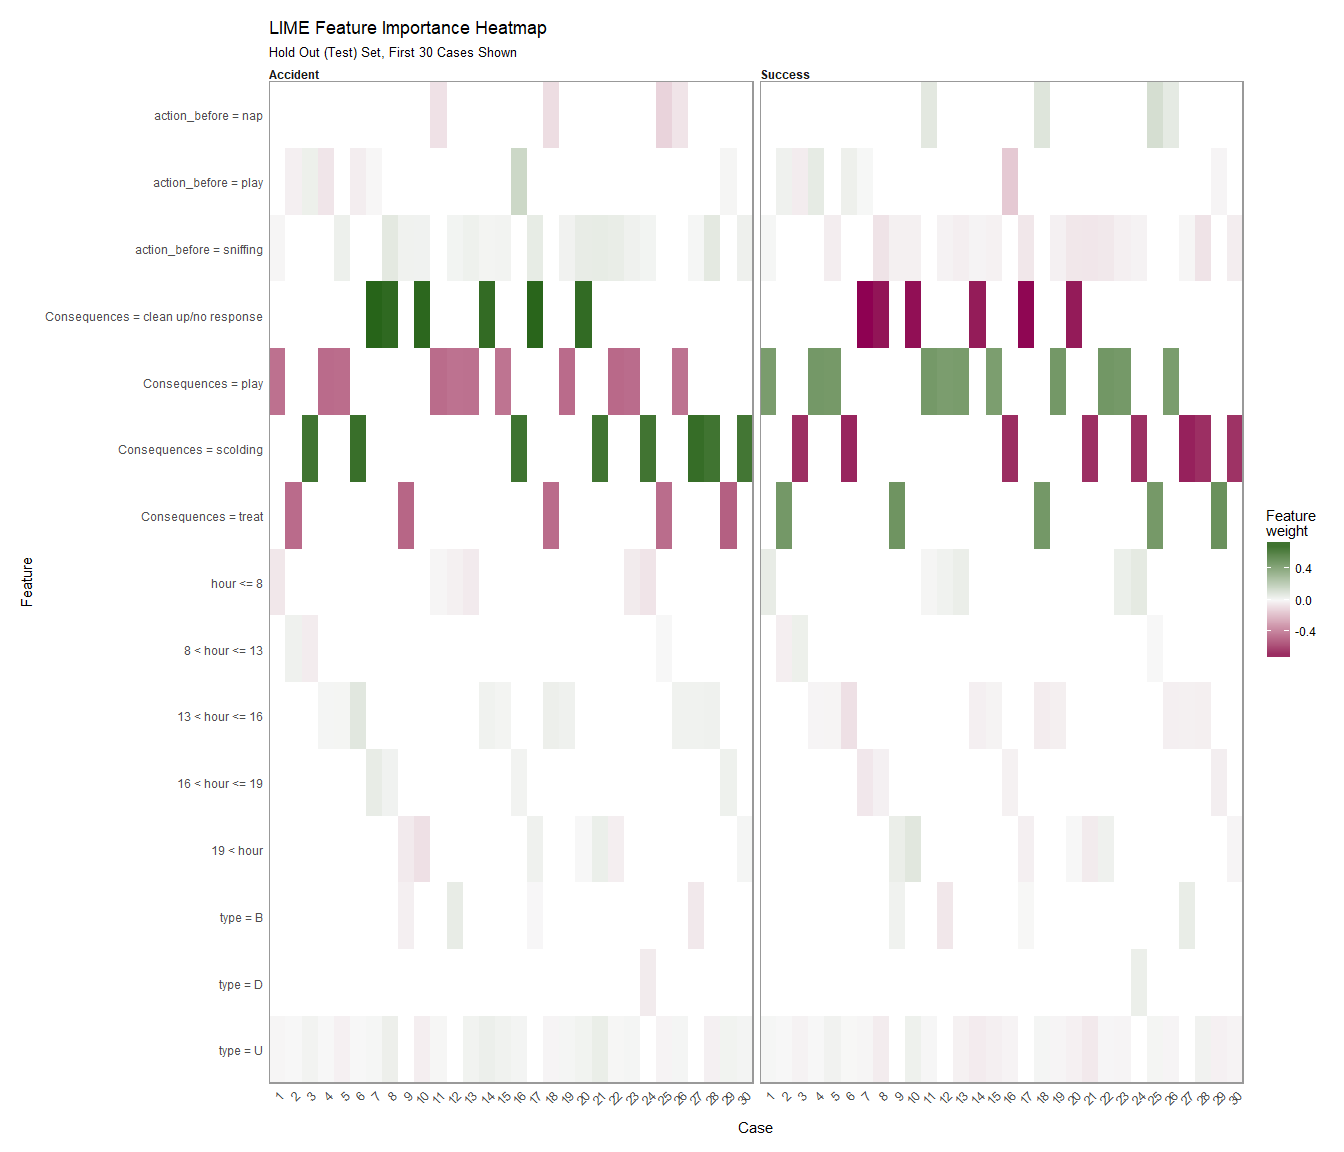 LIME Feature Importance Heatmap
Hold Out (Test) Set, First 30 Cases Shown
Accident
Success
action_before = nap
action_before = play
action_before = sniffing
Consequences = clean up/no response
Consequences = play
Consequences = scolding
Consequences = treat
hour <= 8
8 < hour <= 13
13 < hour <= 16
16 < hour <= 19
19 < hour
type = B
type = D
type = U
Feature
Feature
weight
0.4
0.0
-0.4
1 2 3 4 5 6 7 8 9 10 11 12 13 14 15 16 17 18 19 20 21 22 23 24 25 26 27 28 29 30
1 2 3 4 5 6 7 8 9 10 11 12 13 14 15 16 17 18 19 20 21 22 23 24 25 26 27 28 29 30
Case